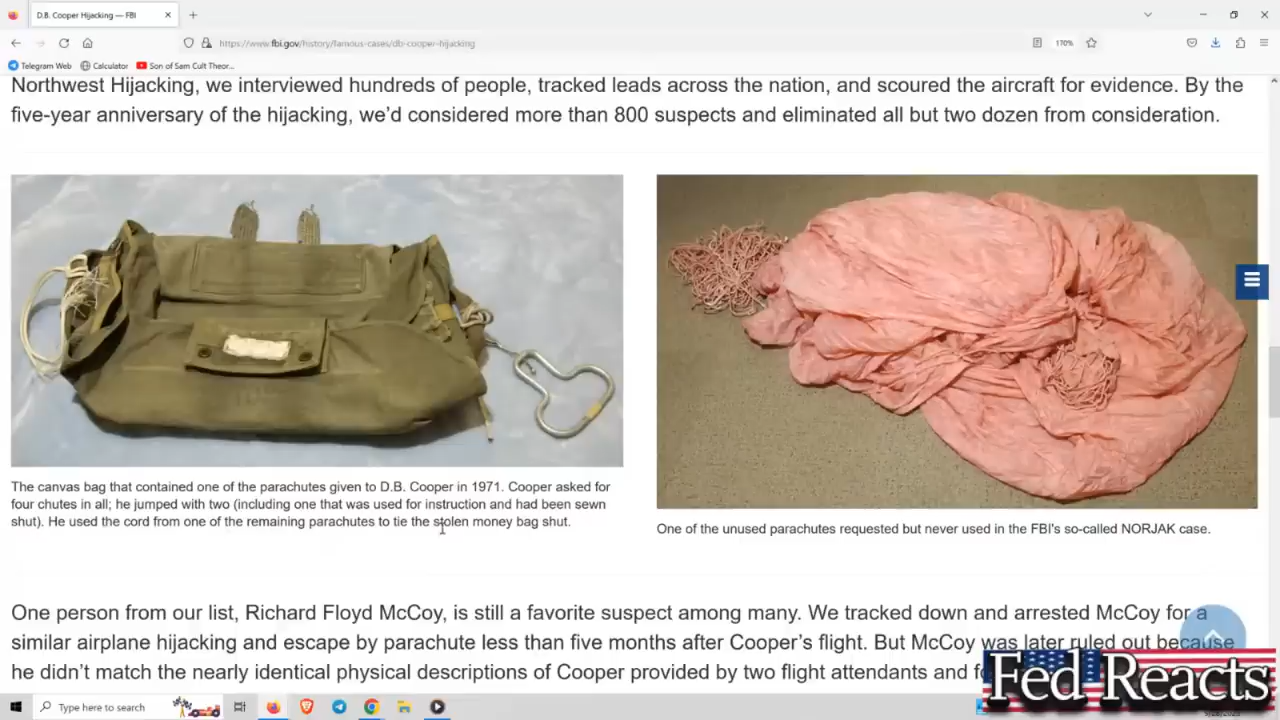 D.B. Cooper Hijacking — FBI
https://www.fbi.gov/history/famous-cases/db-cooper-hijacking
170%
Telegram Web
Calculator
Son of Sam Cult Theor...
Northwest Hijacking, we interviewed hundreds of people, tracked leads across the nation, and scoured the aircraft for evidence. By the
five-year anniversary of the hijacking, we’d considered more than 800 suspects and eliminated all but two dozen from consideration.
The canvas bag that contained one of the parachutes given to D.B. Cooper in 1971. Cooper asked for
four chutes in all; he jumped with two (including one that was used for instruction and had been sewn
shut). He used the cord from one of the remaining parachutes to tie the stolen money bag shut.
One of the unused parachutes requested but never used in the FBI's so-called NORJAK case.
One person from our list, Richard Floyd McCoy, is still a favorite suspect among many. We tracked down and arrested McCoy for a
similar airplane hijacking and escape by parachute less than five months after Cooper’s flight. But McCoy was later ruled out because
he didn’t match the nearly identical physical descriptions of Cooper provided by two flight attendants and
Fed Reacts
Type here to search